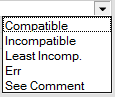 Compatible
Incompatible
Least Incomp.
Err
See Comment